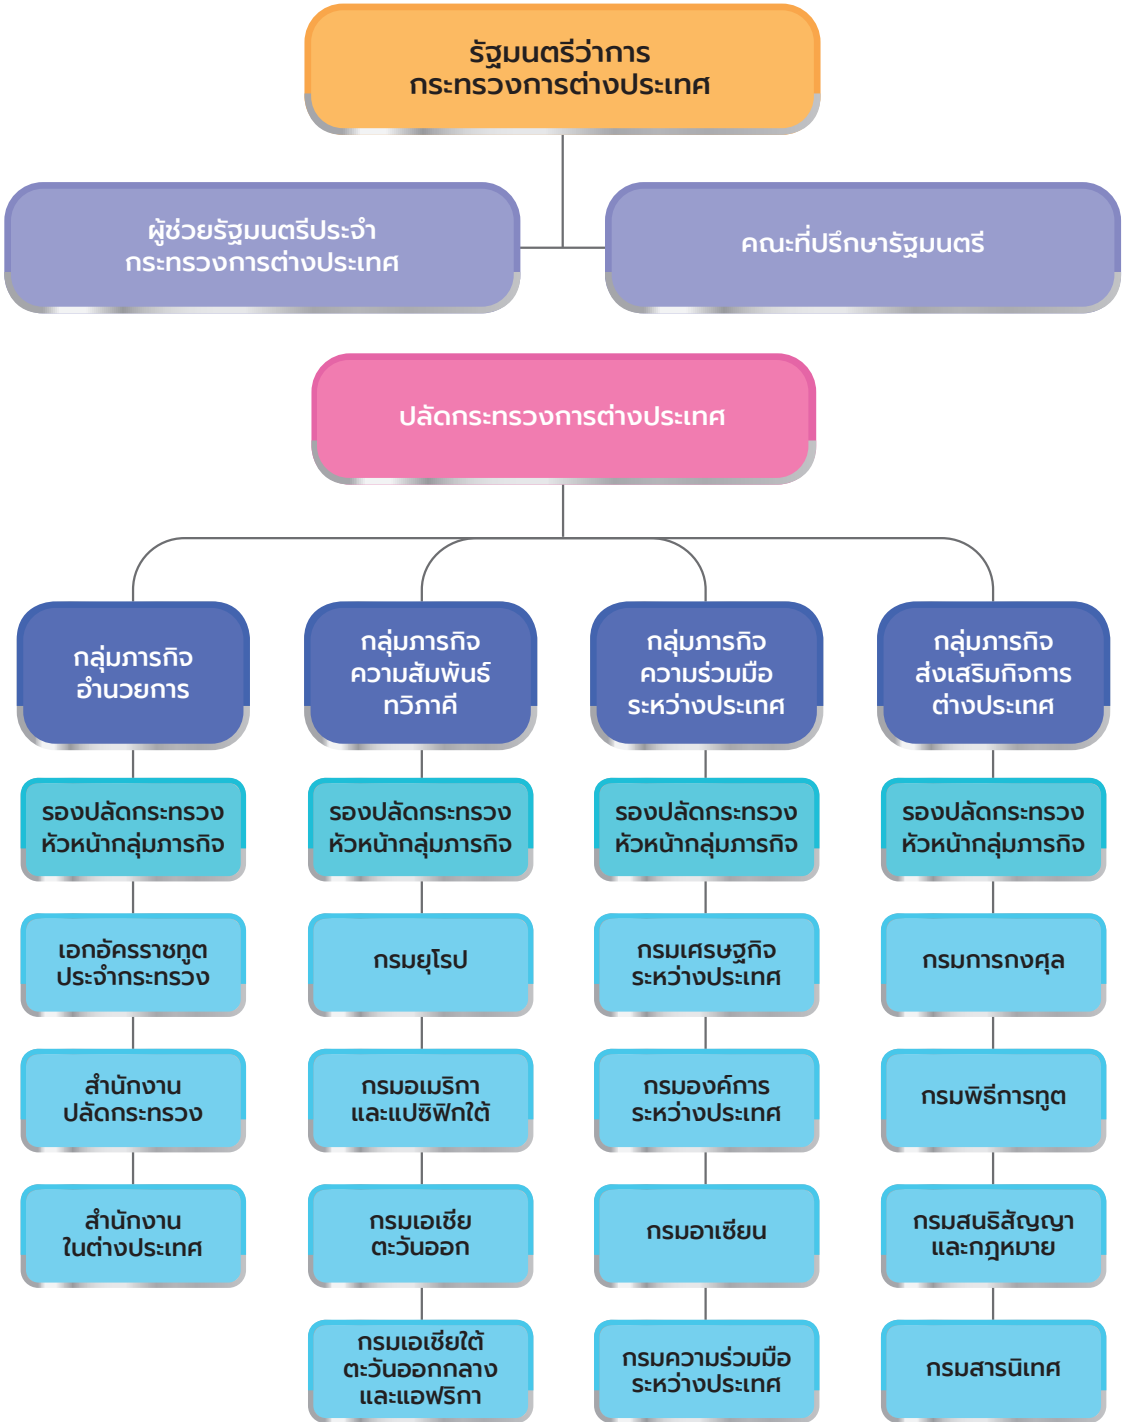 รัฐมนตรีว่าการ
กระทรวงการต่างประเทศ
ผู้ช่วยรัฐมนตรีประจำ
กระทรวงการต่างประเทศ
คณะที่ปรึกษารัฐมนตรี
ปลัดกระทรวงการต่างประเทศ
กลุ่มภารกิจ
อำนวยการ
กลุ่มภารกิจ
ความสัมพันธ์
ทวิภาคี
กลุ่มภารกิจ
ความร่วมมือ
ระหว่างประเทศ
กลุ่มภารกิจ
ส่งเสริมกิจการ
ต่างประเทศ
รองปลัดกระทรวง
หัวหน้ากลุ่มภารกิจ
รองปลัดกระทรวง
หัวหน้ากลุ่มภารกิจ
รองปลัดกระทรวง
หัวหน้ากลุ่มภารกิจ
รองปลัดกระทรวง
หัวหน้ากลุ่มภารกิจ
เอกอัครราชทูต
ประจำกระทรวง
กรมยุโรป
กรมเศรษฐกิจ
ระหว่างประเทศ
กรมการกงศุล
สำนักงาน
ปลัดกระทรวง
กรมอเมริกา
และแปซิฟิกใต้
กรมองค์การ
ระหว่างประเทศ
กรมพิธีการทูต
สำนักงาน
ในต่างประเทศ
กรมเอเชีย
ตะวันออก
กรมอาเซียน
กรมสนธิสัญญา
และกฎหมาย
กรมเอเชียใต้
ตะวันออกกลาง
และแอฟริกา
กรมความร่วมมือ
ระหว่างประเทศ
กรมสารนิเทศ